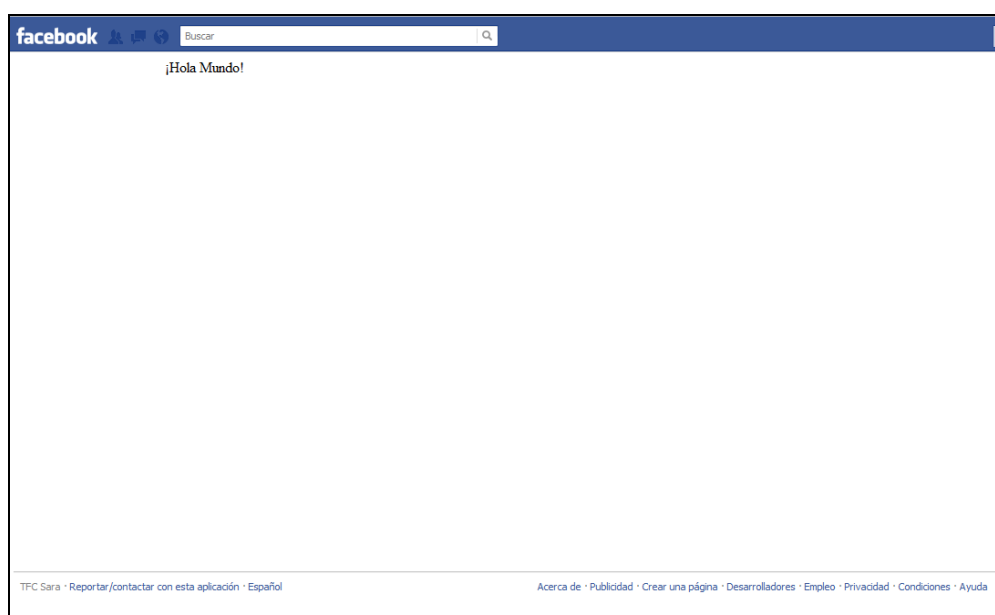 facebook Buscar
¡Hola Mundo!
TFC Sara · Reportar/contactar con esta aplicación · Español Acerca de · Publicidad · Crear una página · Desarrolladores · Empleo · Privacidad · Condiciones · Ayuda